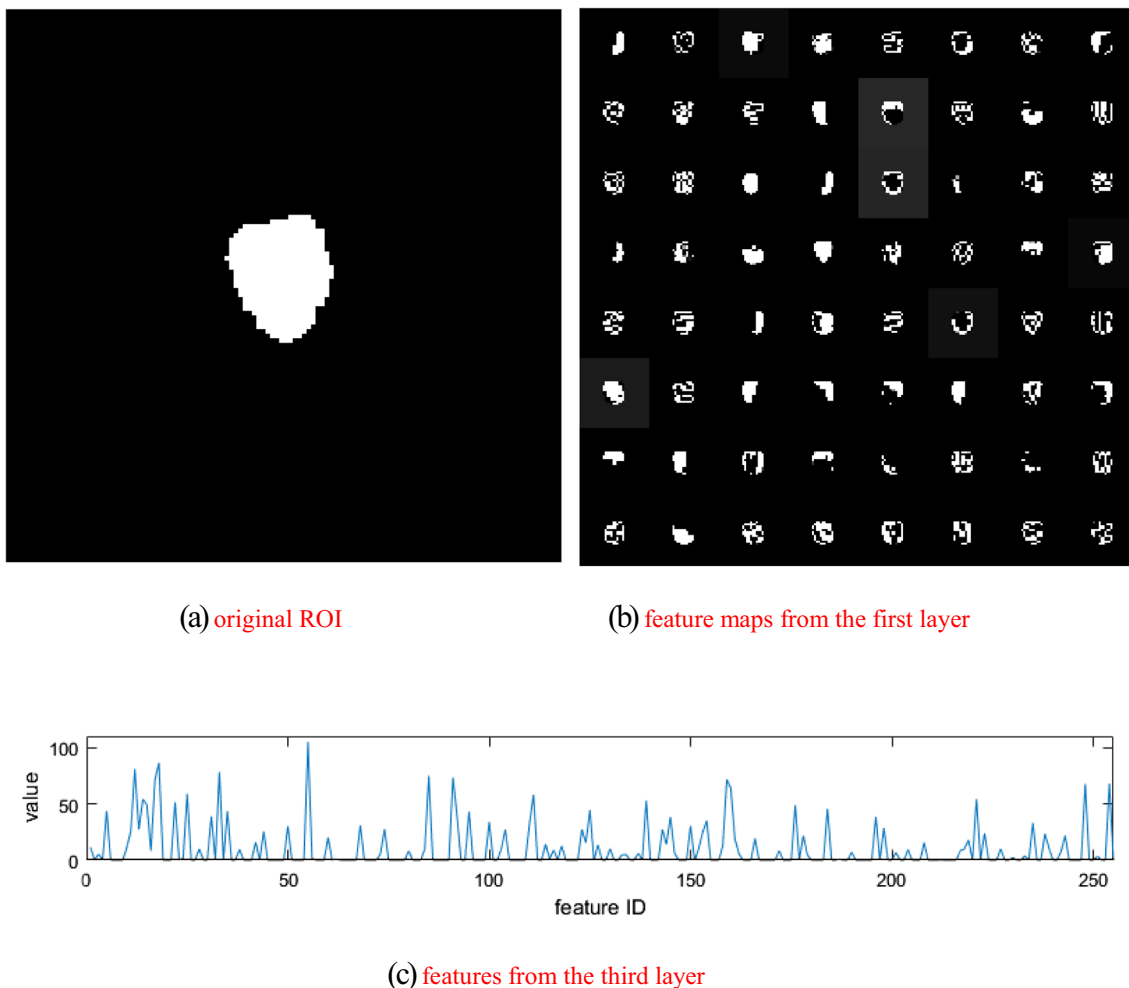 (a) original ROI
(b) feature maps from the first layer
100
50
0
value
0 50 100 150 200 250
feature ID
(c) features from the third layer